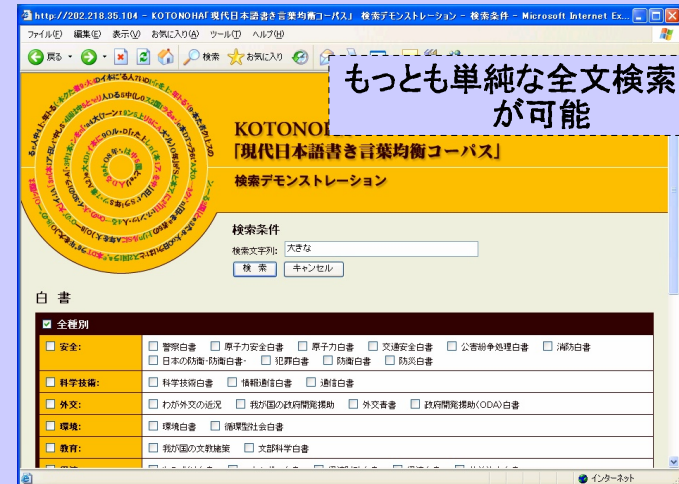 http://202.218.35.104 - KOTONOHA「現代日本語書き言葉均衡コーパス」 検索デモンストレーション - 検索条件 - Microsoft Internet Ex...
ファイル(F) 編集(E) 表示(V) お気に入り(A) ツール(T) ヘルプ(H)
戻る 検索 お気に入り
もっとも単純な全文検索
が可能
KOTONO
「現代日本語書き言葉均衡コーパス」
検索デモンストレーション
検索条件
検索文字列: 大きな
検 索 キャンセル
白 書
全種別
安全: 警察白書 原子力安全白書 原子力白書 交通安全白書 公害紛争処理白書 消防白書
日本の防衛-防衛白書- 犯罪白書 防衛白書 防災白書
科学技術: 科学技術白書 情報通信白書 通信白書
外交: わが外交の近況 我が国の政府開発援助 外交青書 政府開発援助(ODA)白書
環境: 環境白書 循環型社会白書
教育: 我が国の文教施策 文部科学白書
インターネット